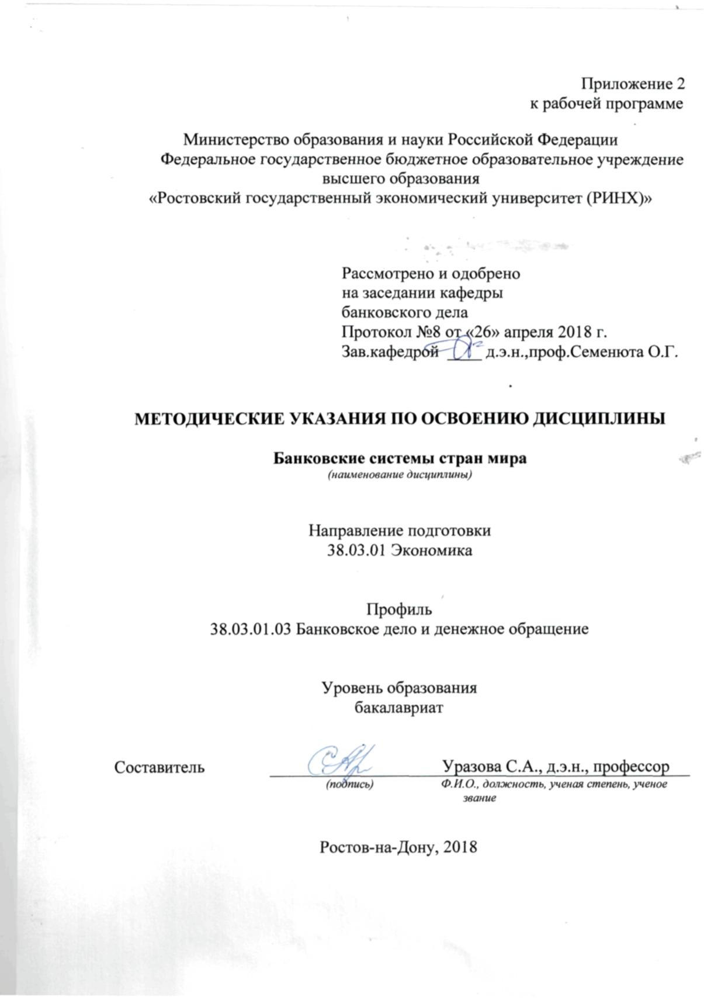 Приложение 2
к рабочей программе
Министерство образования и науки Российской Федерации
Федеральное государственное бюджетное образовательное учреждение
высшего образования
«Ростовский государственный экономический университет (РИНХ)»
Рассмотрено и одобрено
на заседании кафедры
банковского дела
Протокол №8 от «26» апреля 2018 г.
Зав.кафедрой ____ д.э.н.,проф.Семенюта О.Г.
МЕТОДИЧЕСКИЕ УКАЗАНИЯ ПО ОСВОЕНИЮ ДИСЦИПЛИНЫ
Банковские системы стран мира
(наименование дисциплины)
Направление подготовки
38.03.01 Экономика
Профиль
38.03.01.03 Банковское дело и денежное обращение
Уровень образования
бакалавриат
Составитель Уразова С.А., д.э.н., профессор
(подпись) Ф.И.О., должность, ученая степень, ученое
звание
Ростов-на-Дону, 2018